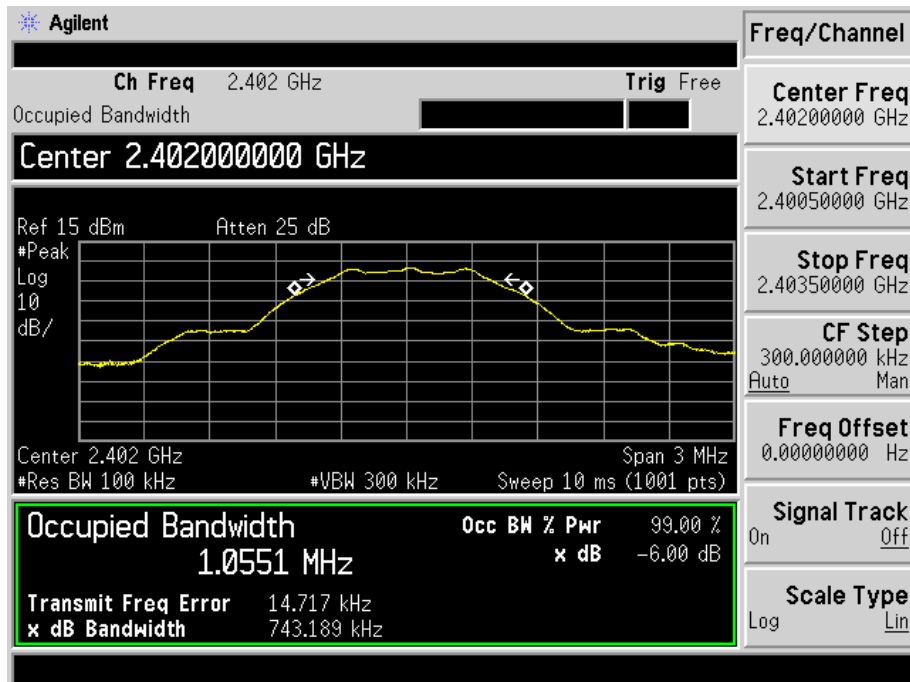 Agilent
Freq/Channel
Ch Freq 2.402 GHz Trig Free
Occupied Bandwidth
Center 2.402000000 GHz
Ref 15 dBm Atten 25 dB
#Peak
Log
10
dB/
Center 2.402 GHz Span 3 MHz
#Res BW 100 kHz #VBW 300 kHz Sweep 10 ms (1001 pts)
Occupied Bandwidth Occ BW % Pwr 99.00 %
1.0551 MHz x dB -6.00 dB
Transmit Freq Error 14.717 kHz
x dB Bandwidth 743.189 kHz
Center Freq
2.40200000 GHz
Start Freq
2.40050000 GHz
Stop Freq
2.40350000 GHz
CF Step
300.000000 kHz
Auto Man
Freq Offset
0.00000000 Hz
Signal Track
On Off
Scale Type
Log Lin